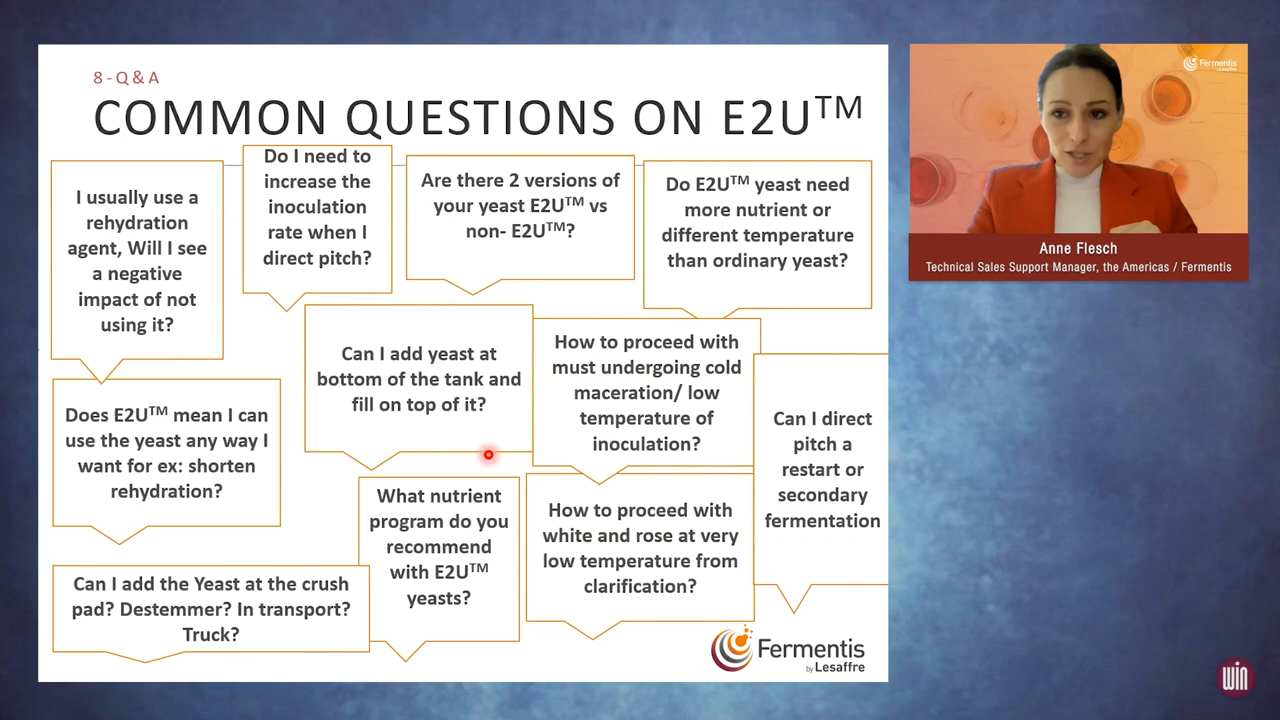 8-Q&A
COMMON QUESTIONS ON E2U™
I usually use a
rehydration
agent, Will I see
a negative
impact of not
using it?
Do I need to
increase the
inoculation
rate when I
direct pitch?
Are there 2 versions of
your yeast E2U™ vs
non- E2U™?
Do E2U™ yeast need
more nutrient or
different temperature
than ordinary yeast?
Can I add yeast at
bottom of the tank and
fill on top of it?
How to proceed with
must undergoing cold
maceration/ low
temperature of
inoculation?
Can I direct
pitch a
restart or
secondary
fermentation
Does E2U™ mean I can
use the yeast any way I
want for ex: shorten
rehydration?
What nutrient
program do you
recommend
with E2U™
yeasts?
How to proceed with
white and rose at very
low temperature from
clarification?
Can I add the Yeast at the crush
pad? Destemmer? In transport?
Truck?
Fermentis
by Lesaffre
Fermentis
by Lesaffre
Anne Flesch
Technical Sales Support Manager, the Americas / Fermentis
win